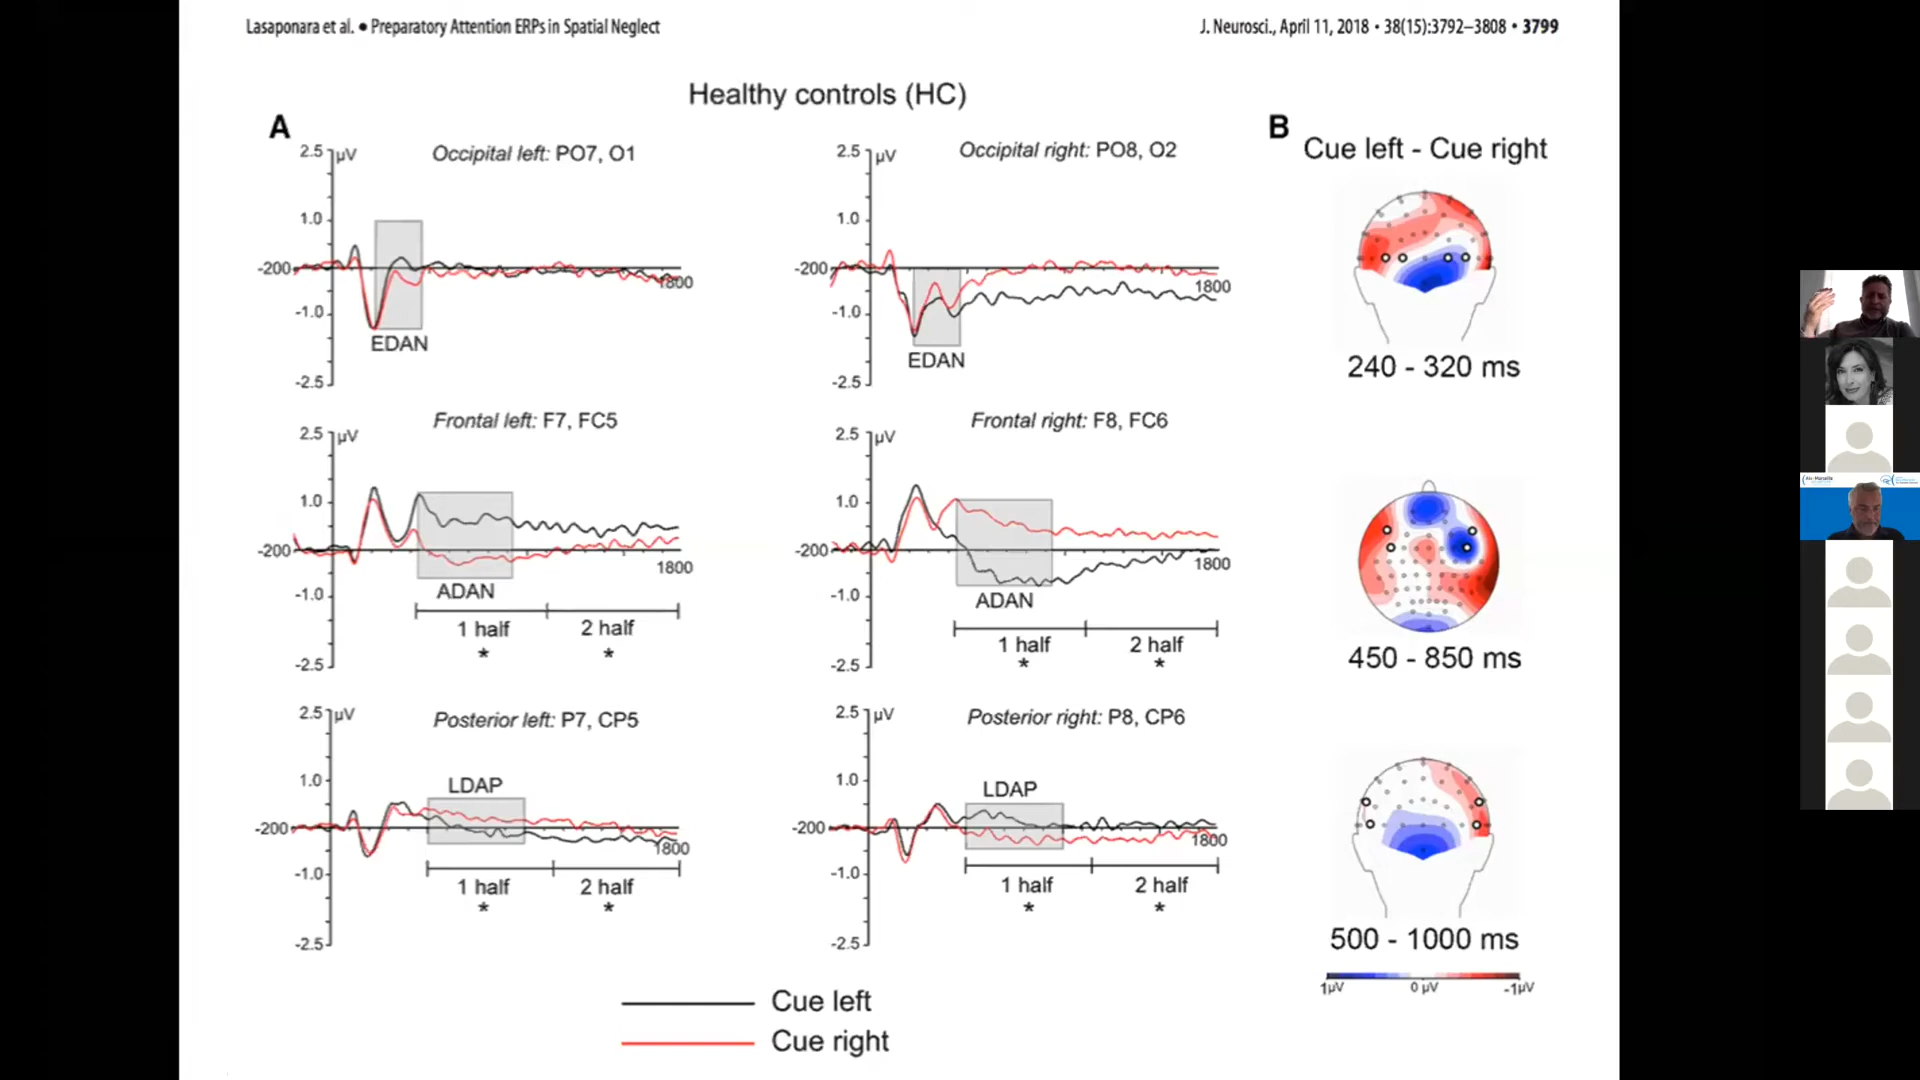 Lasaponara et al. • Preparatory Attention ERPs in Spatial Neglect
J. Neurosci., April 11, 2018 • 38(15):3792–3808 • 3799
Healthy controls (HC)
A
2.5 µV
Occipital left: PO7, O1
1.0
-200
1800
-1.0
EDAN
-2.5
2.5 µV
Occipital right: PO8, O2
1.0
-200
1800
-1.0
EDAN
-2.5
2.5 µV
Frontal left: F7, FC5
1.0
-200
1800
-1.0
ADAN
1 half
2 half
*
*
-2.5
2.5 µV
Frontal right: F8, FC6
1.0
-200
1800
-1.0
ADAN
1 half
2 half
*
*
-2.5
2.5 µV
Posterior left: P7, CP5
LDAP
1.0
-200
1800
-1.0
1 half
2 half
*
*
-2.5
2.5 µV
Posterior right: P8, CP6
LDAP
1.0
-200
1800
-1.0
1 half
2 half
*
*
-2.5
Cue left
Cue right
B
Cue left - Cue right
240 - 320 ms
450 - 850 ms
500 - 1000 ms
1µV
0 µV
-1µV